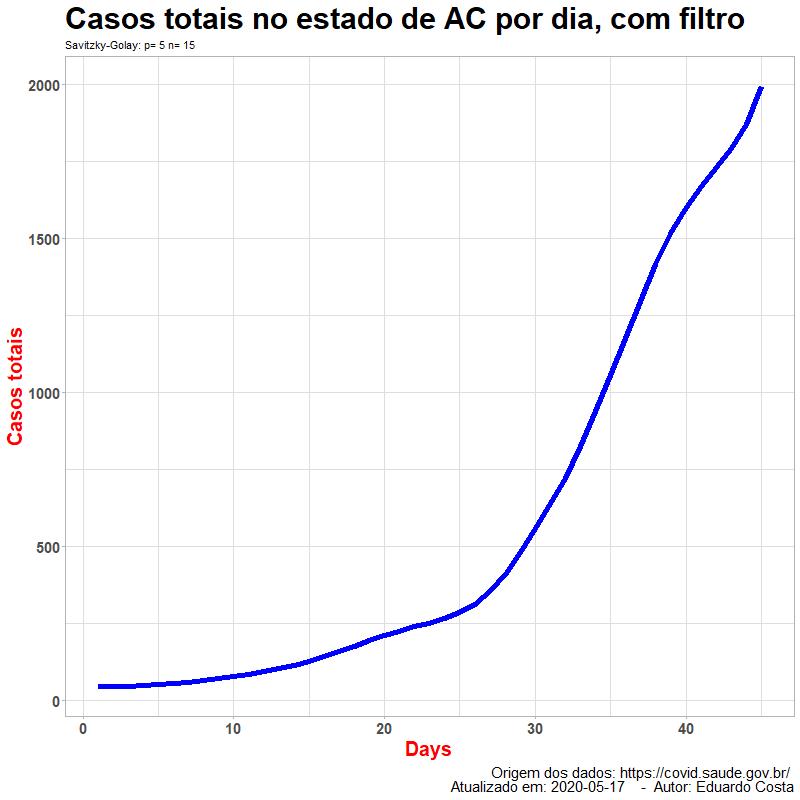 Casos totais no estado de AC por dia, com filtro
Savitzky-Golay: p= 5 n= 15
2000
1500
1000
500
0
Casos totais
0 10 20 30 40
Days
Origem dos dados: https://covid.saude.gov.br/
Atualizado em: 2020-05-17 - Autor: Eduardo Costa